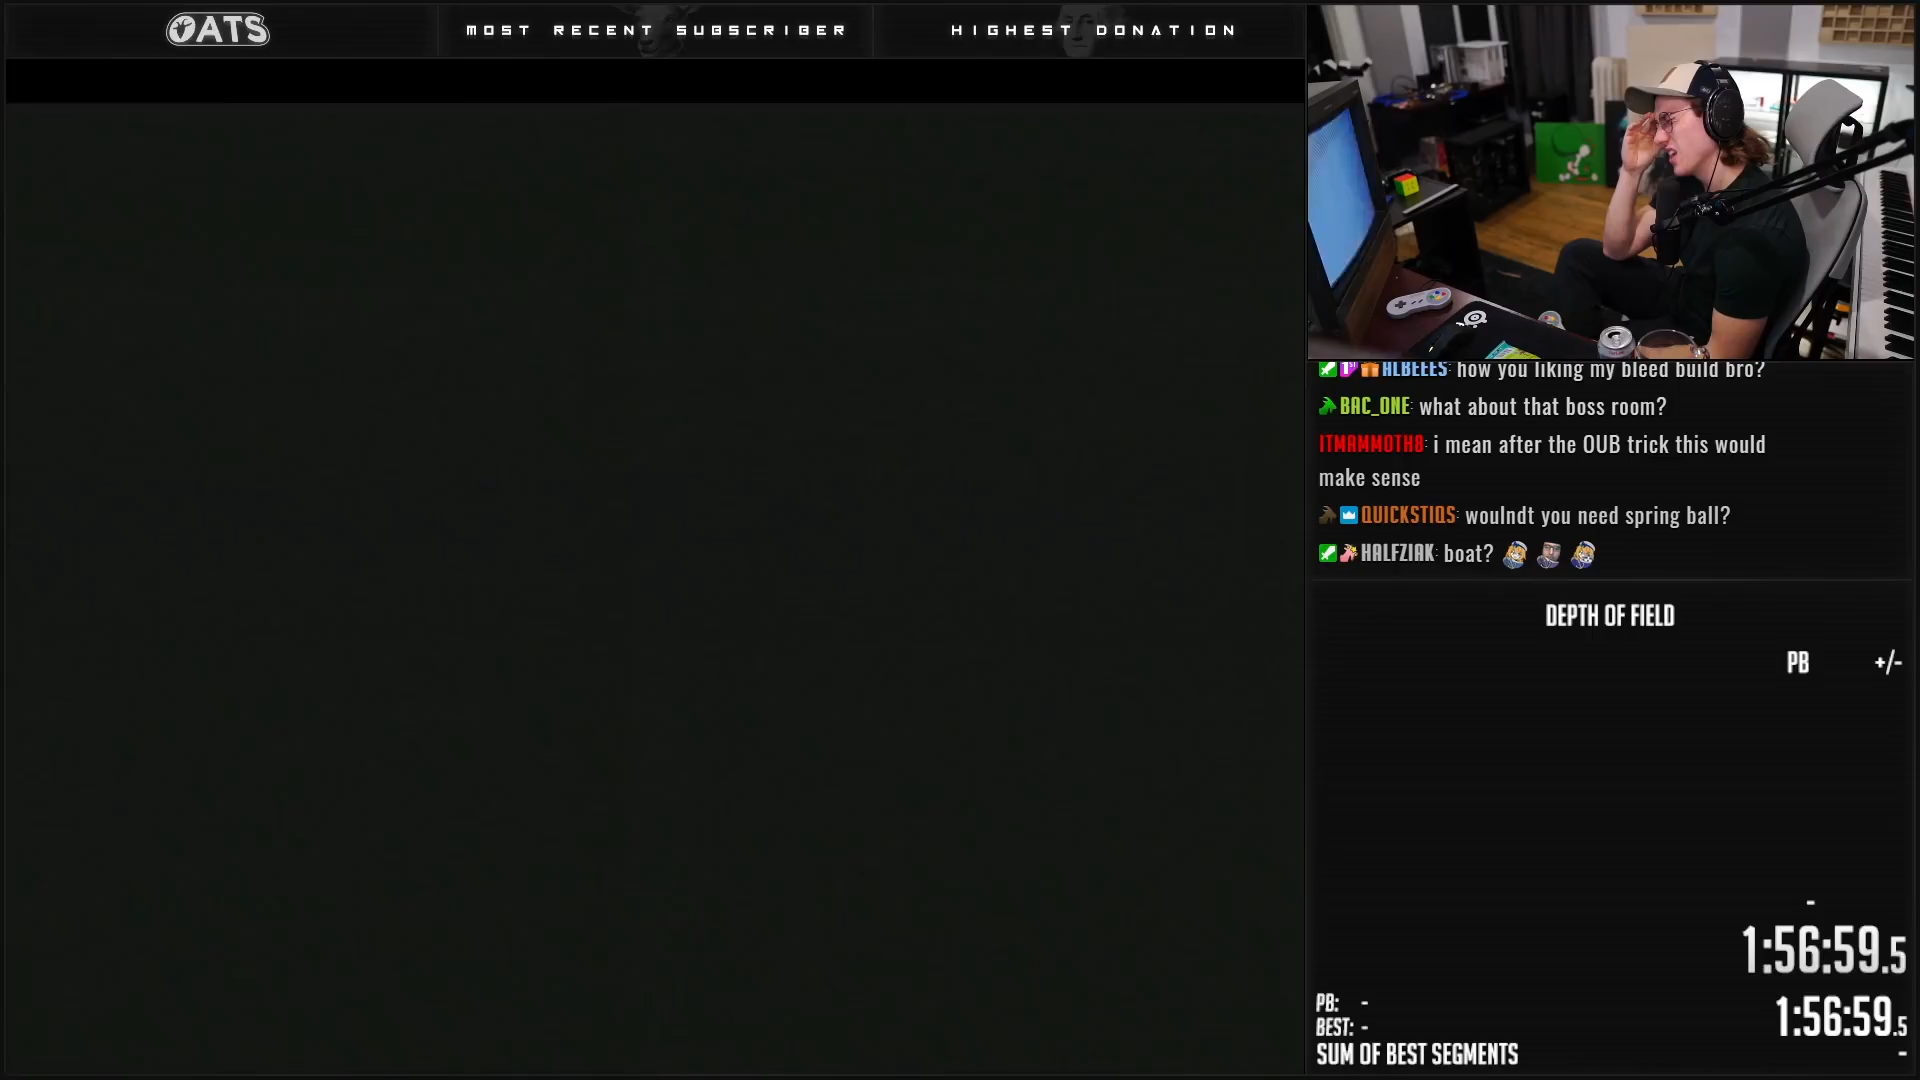 OATS
MOST RECENT SUBSCRIBER
HIGHEST DONATION
ALBEEES: how you liking my bleed build bro?
BAC_ONE: what about that boss room?
ITMAMMOTH8: i mean after the OUB trick this would
make sense
QUICKSTIQS: woulndt you need spring ball?
HALFZIAK: boat?
DEPTH OF FIELD
PB +/-
-
1:56:59.5
PB: -
1:56:59.5
BEST: -
SUM OF BEST SEGMENTS -